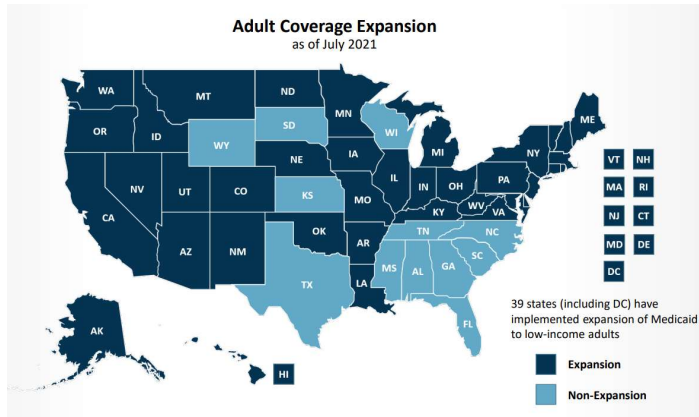 Adult Coverage Expansion
as of July 2021
WA
MT
ND
MN
ME
OR
ID
SD
WI
MI
NY
WY
VT
NH
NE
IA
PA
MA
RI
NV
UT
CO
IL
IN
OH
NJ
CT
CA
KS
MO
WV
VA
KY
MD
DE
AZ
NM
OK
AR
TN
NC
DC
SC
TX
LA
MS
AL
GA
FL
AK
HI
39 states (including DC) have
implemented expansion of Medicaid
to low-income adults
Expansion
Non-Expansion